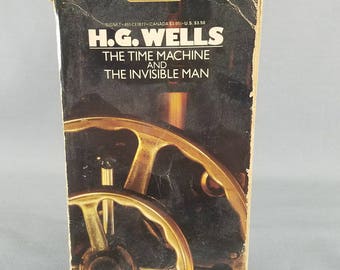 H.G. WELLS
THE TIME MACHINE
AND
THE INVISIBLE MAN